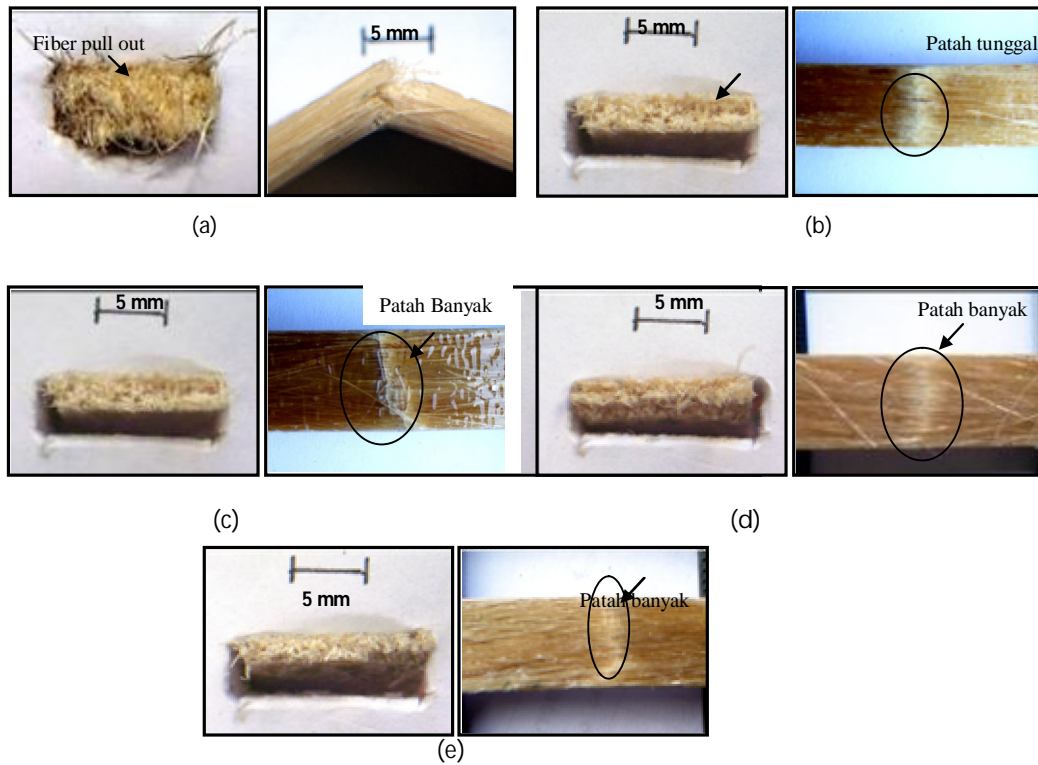 Fiber pull out
5 mm
(a)
5 mm
Patah tunggal
(b)
5 mm
Patah Banyak
(c)
5 mm
Patah banyak
(d)
5 mm
Patah banyak
(e)